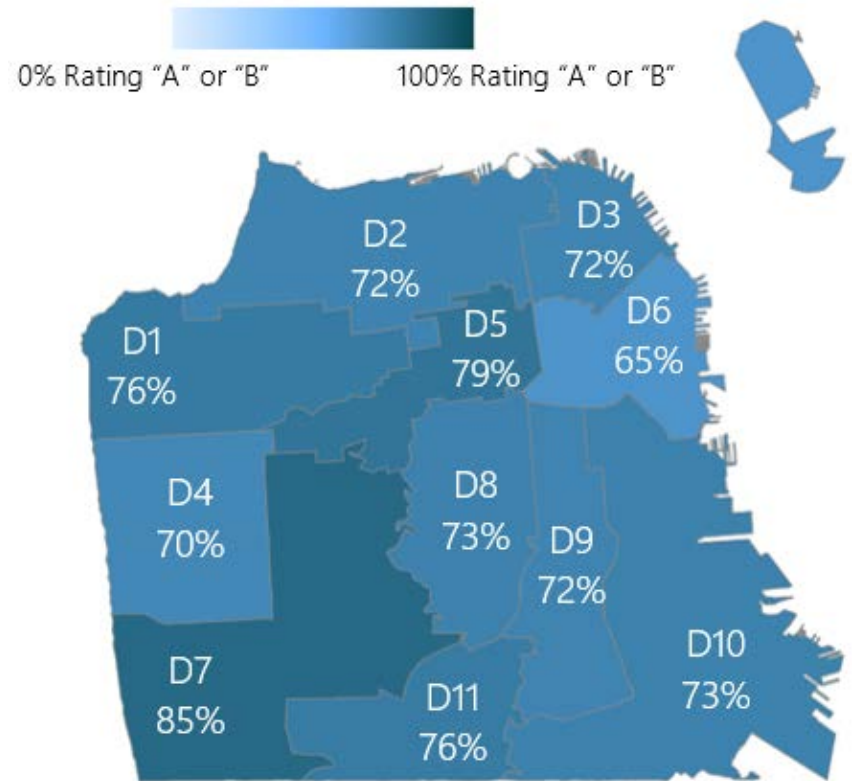 0% Rating “A” or “B”
100% Rating “A” or “B”
D2
72%
D3
72%
D1
76%
D5
79%
D6
65%
D4
70%
D8
73%
D9
72%
D7
85%
D11
76%
D10
73%